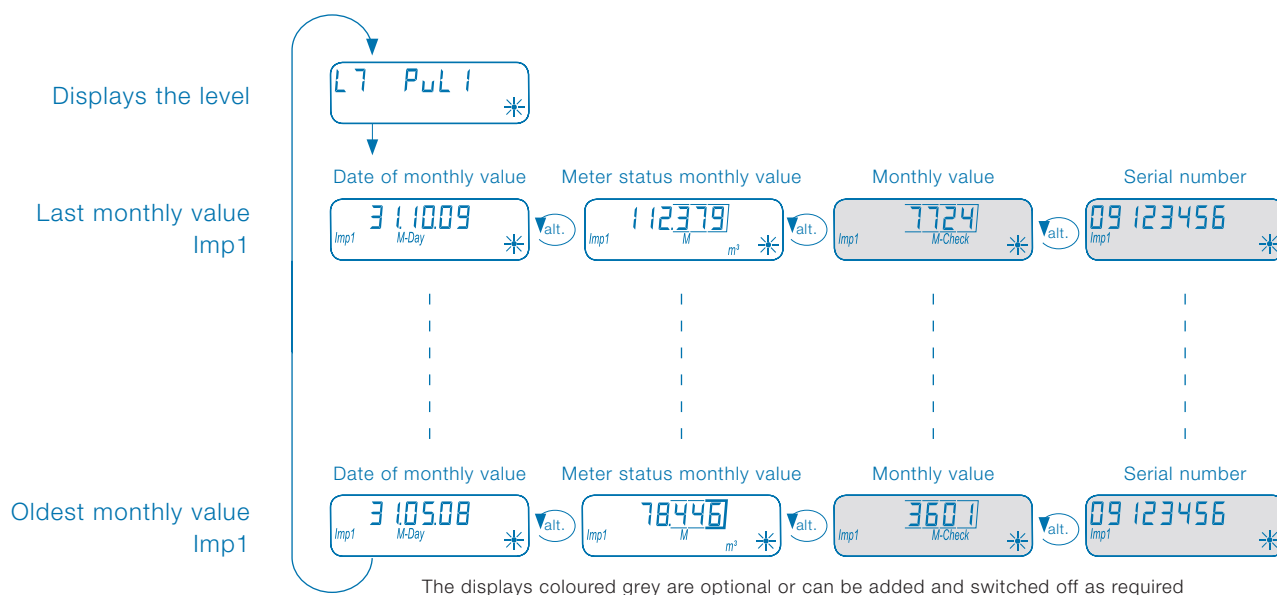 L7 PuL1
Displays the level
Date of monthly value Meter status monthly value Monthly value Serial number
Last monthly value
Imp1
31.10.09 Imp1 M-Day alt. 112.379 Imp1 M m³ alt. 7724 Imp1 M-Check alt. 09123456 Imp1
Date of monthly value Meter status monthly value Monthly value Serial number
Oldest monthly value
Imp1
31.05.08 Imp1 M-Day alt. 78.446 Imp1 M m³ alt. 3601 Imp1 M-Check alt. 09123456 Imp1
The displays coloured grey are optional or can be added and switched off as required